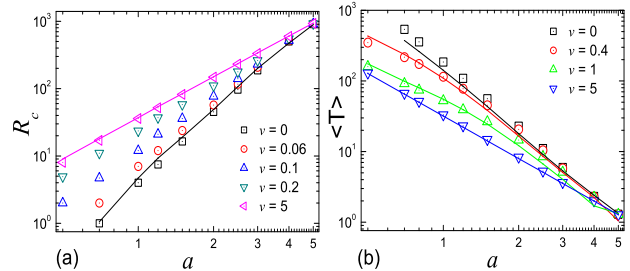 10³
10²
10¹
10⁰
R_c
v = 0
v = 0.06
v = 0.1
v = 0.2
v = 5
1
2
3
4
5
(a)
a
10³
10²
10¹
10⁰
<T>
v = 0
v = 0.4
v = 1
v = 5
1
2
3
4
5
(b)
a